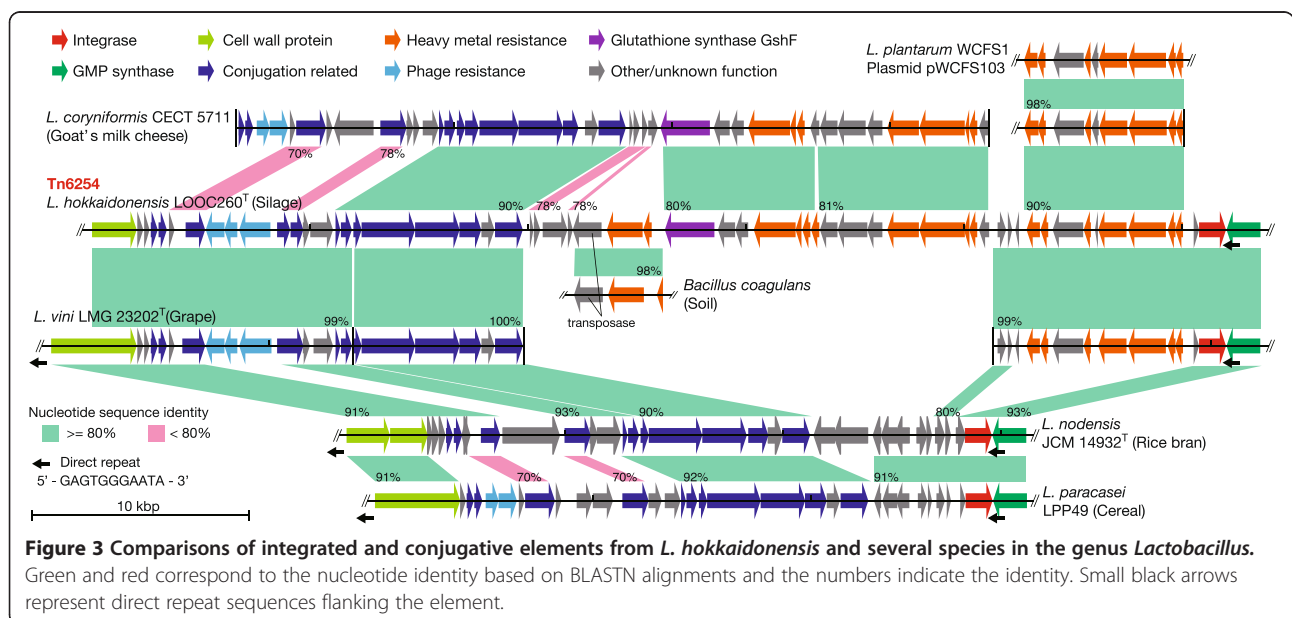 Integrase
Cell wall protein
Heavy metal resistance
Glutathione synthase GshF
GMP synthase
Conjugation related
Phage resistance
Other/unknown function
L. plantarum WCFS1
Plasmid pWCFS103
L. coryniformis CECT 5711
(Goat's milk cheese)
98%
70%
78%
Tn6254
L. hokkaidonensis LOOC260T (Silage)
90%
78%
78%
80%
81%
90%
98%
Bacillus coagulans
(Soil)
transposase
L. vini LMG 23202T(Grape)
99%
100%
99%
Nucleotide sequence identity
>= 80%
< 80%
Direct repeat
5' - GAGTGGGAATA - 3'
10 kbp
91%
93%
90%
80%
93%
L. nodensis
JCM 14932T (Rice bran)
91%
70%
70%
92%
91%
L. paracasei
LPP49 (Cereal)
Figure 3 Comparisons of integrated and conjugative elements from L. hokkaidonensis and several species in the genus Lactobacillus.
Green and red correspond to the nucleotide identity based on BLASTN alignments and the numbers indicate the identity. Small black arrows
represent direct repeat sequences flanking the element.